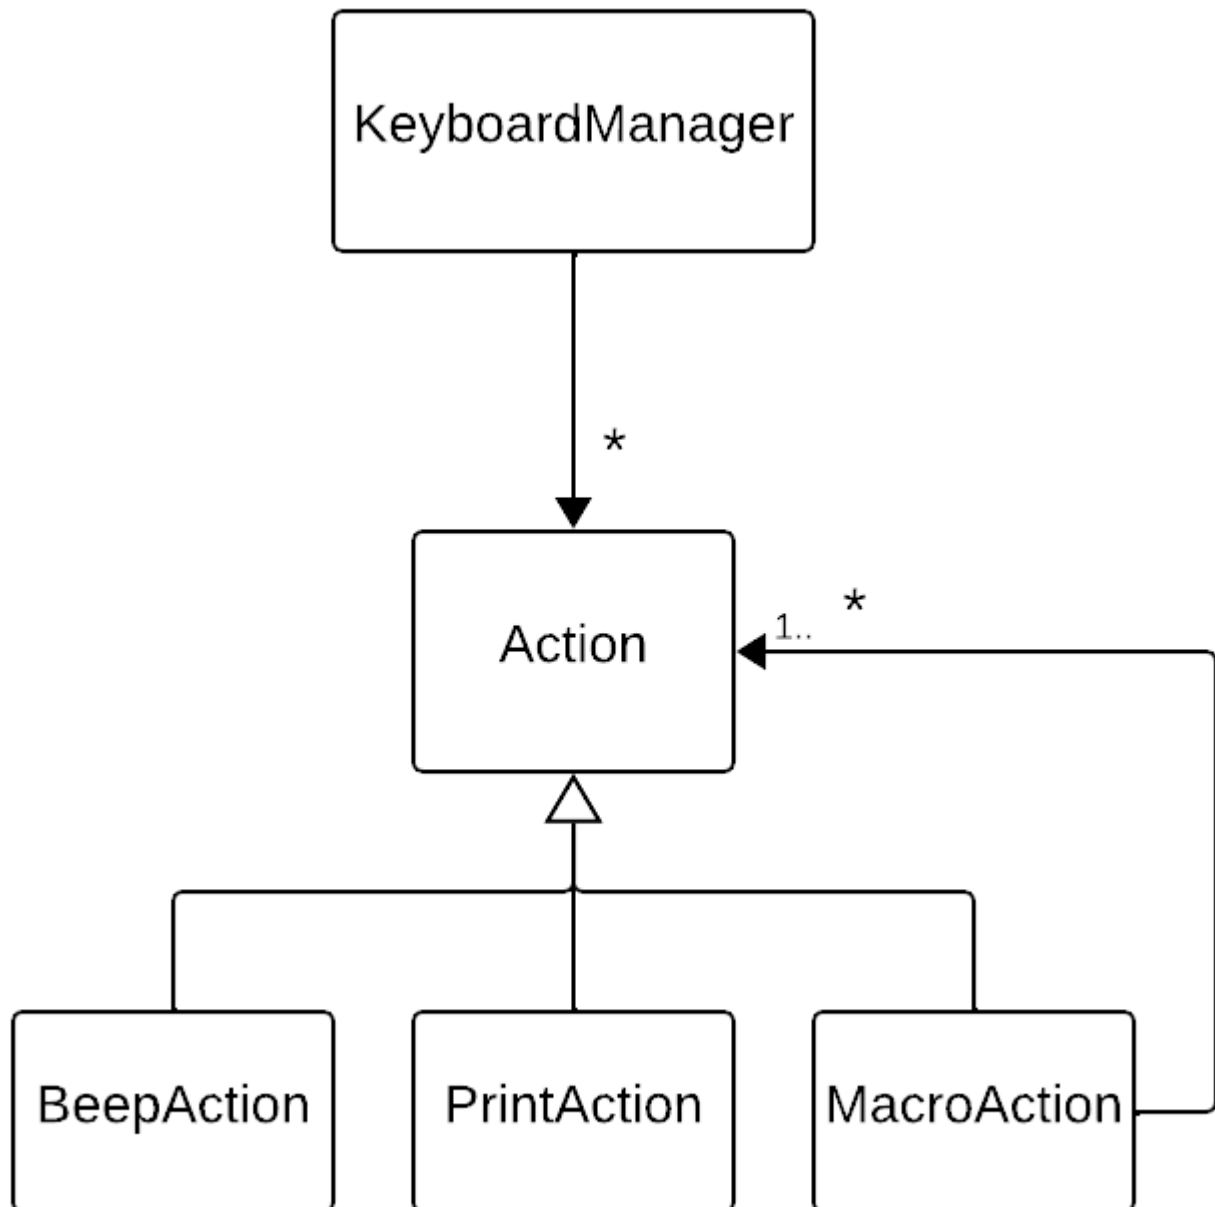 KeyboardManager
*
Action
1.. *
BeepAction
PrintAction
MacroAction